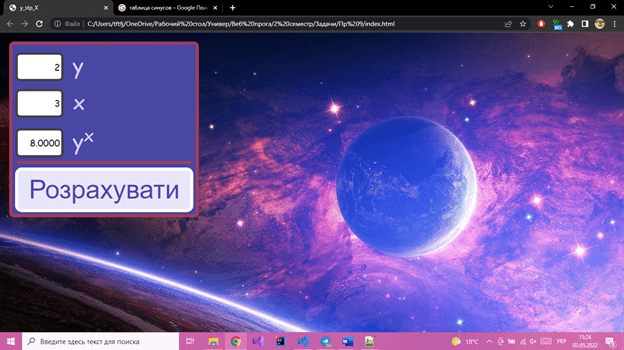 y_stp_X
таблица синусов – Google Пои
Файл
C:/Users/tftfj/OneDrive/Рабочий%20стол/Универ/Веб%20прога/2%20семестр/Задачи/Пр%209/index.html
2 y
3 x
8.0000 yˣ
Розрахувати
Введите здесь текст для поиска
18°C
УКР
15:24
03.05.2022